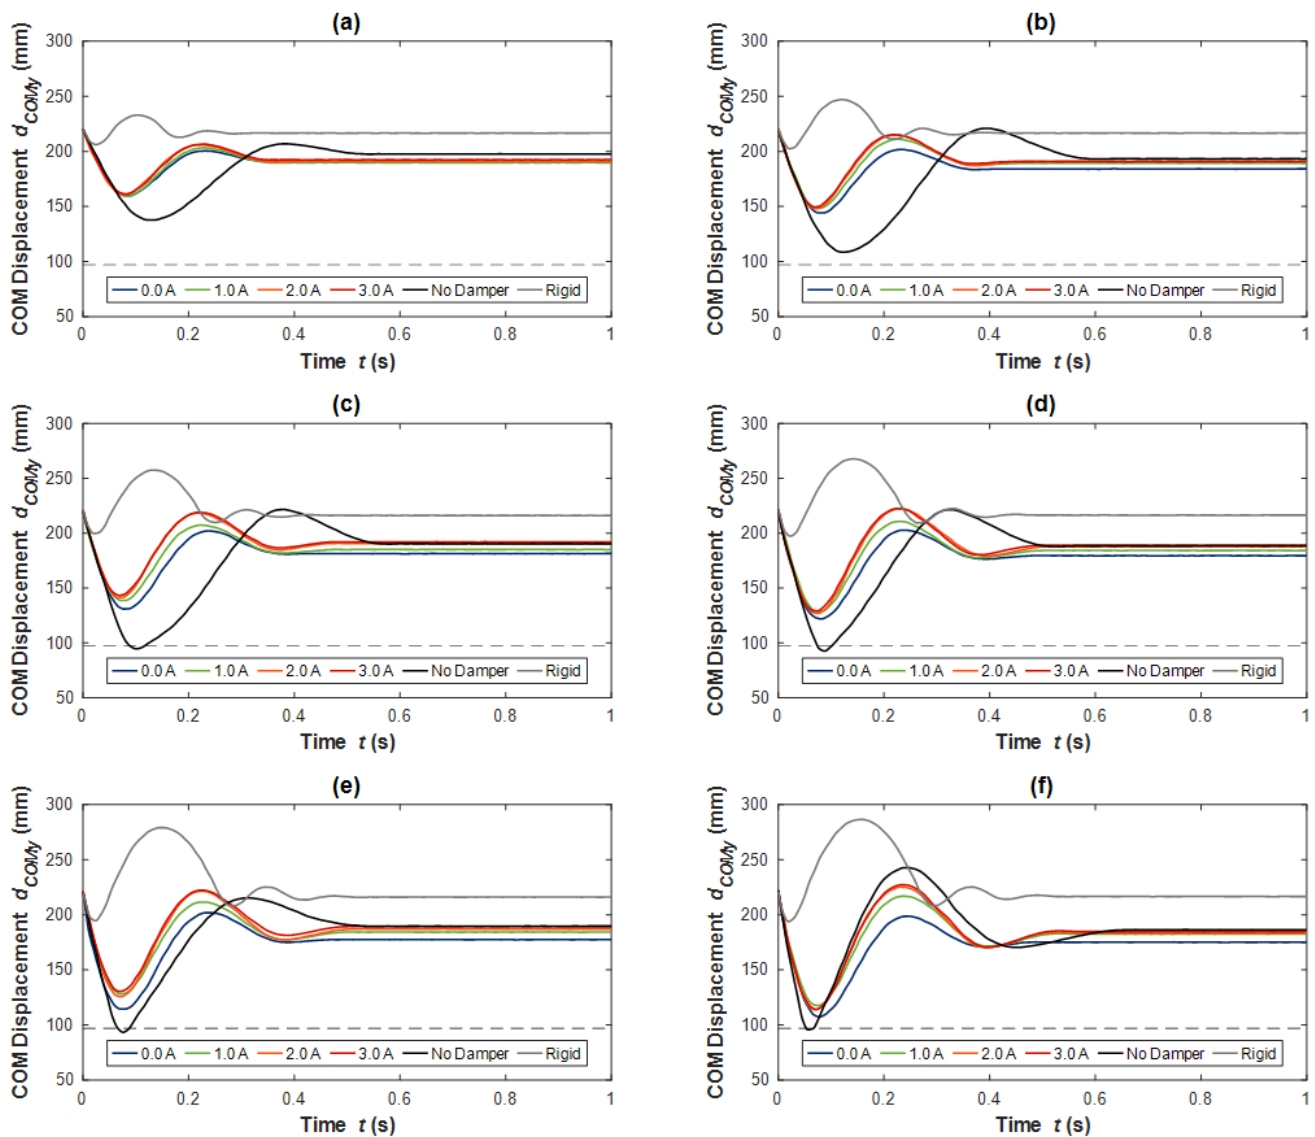 (a)
300
250
200
150
100
50
COM Displacement d_COMy (mm)
0.0 A 1.0 A 2.0 A 3.0 A No Damper Rigid
0 0.2 0.4 0.6 0.8 1
Time t (s)
(b)
300
250
200
150
100
50
COM Displacement d_COMy (mm)
0.0 A 1.0 A 2.0 A 3.0 A No Damper Rigid
0 0.2 0.4 0.6 0.8 1
Time t (s)
(c)
300
250
200
150
100
50
COM Displacement d_COMy (mm)
0.0 A 1.0 A 2.0 A 3.0 A No Damper Rigid
0 0.2 0.4 0.6 0.8 1
Time t (s)
(d)
300
250
200
150
100
50
COM Displacement d_COMy (mm)
0.0 A 1.0 A 2.0 A 3.0 A No Damper Rigid
0 0.2 0.4 0.6 0.8 1
Time t (s)
(e)
300
250
200
150
100
50
COM Displacement d_COMy (mm)
0.0 A 1.0 A 2.0 A 3.0 A No Damper Rigid
0 0.2 0.4 0.6 0.8 1
Time t (s)
(f)
300
250
200
150
100
50
COM Displacement d_COMy (mm)
0.0 A 1.0 A 2.0 A 3.0 A No Damper Rigid
0 0.2 0.4 0.6 0.8 1
Time t (s)